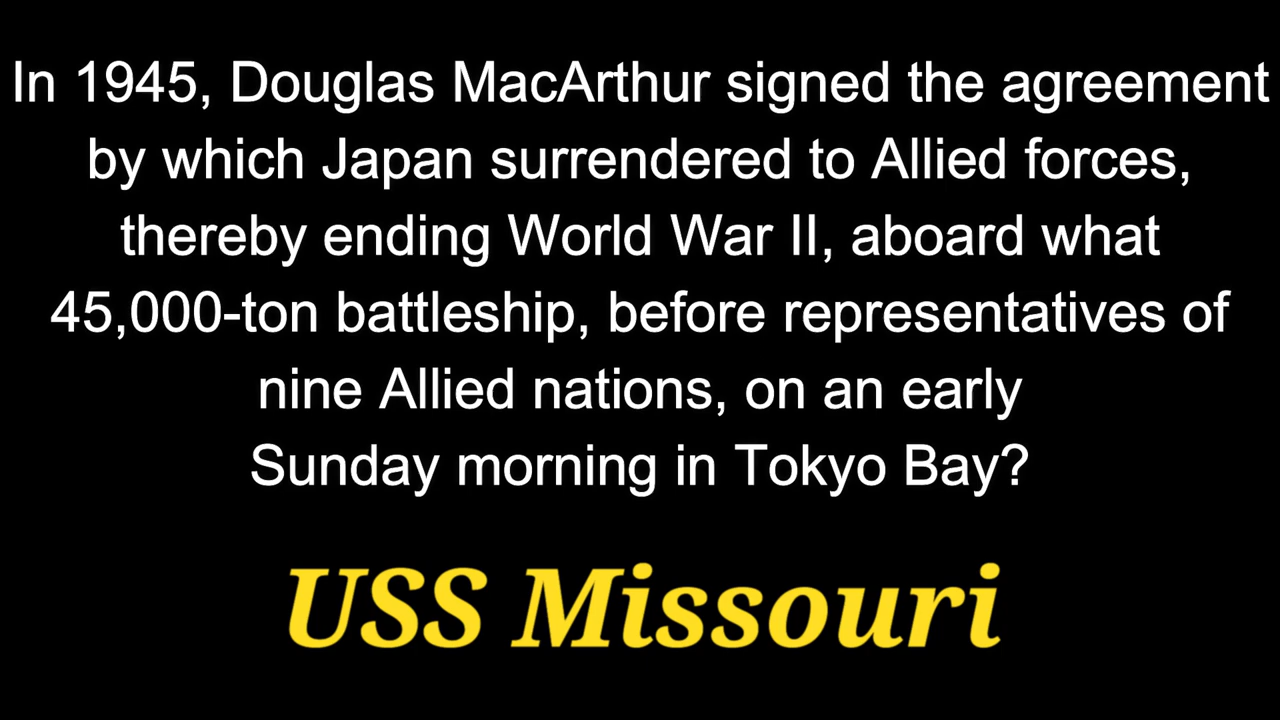 In 1945, Douglas MacArthur signed the agreement
by which Japan surrendered to Allied forces,
thereby ending World War II, aboard what
45,000-ton battleship, before representatives of
nine Allied nations, on an early
Sunday morning in Tokyo Bay?
USS Missouri